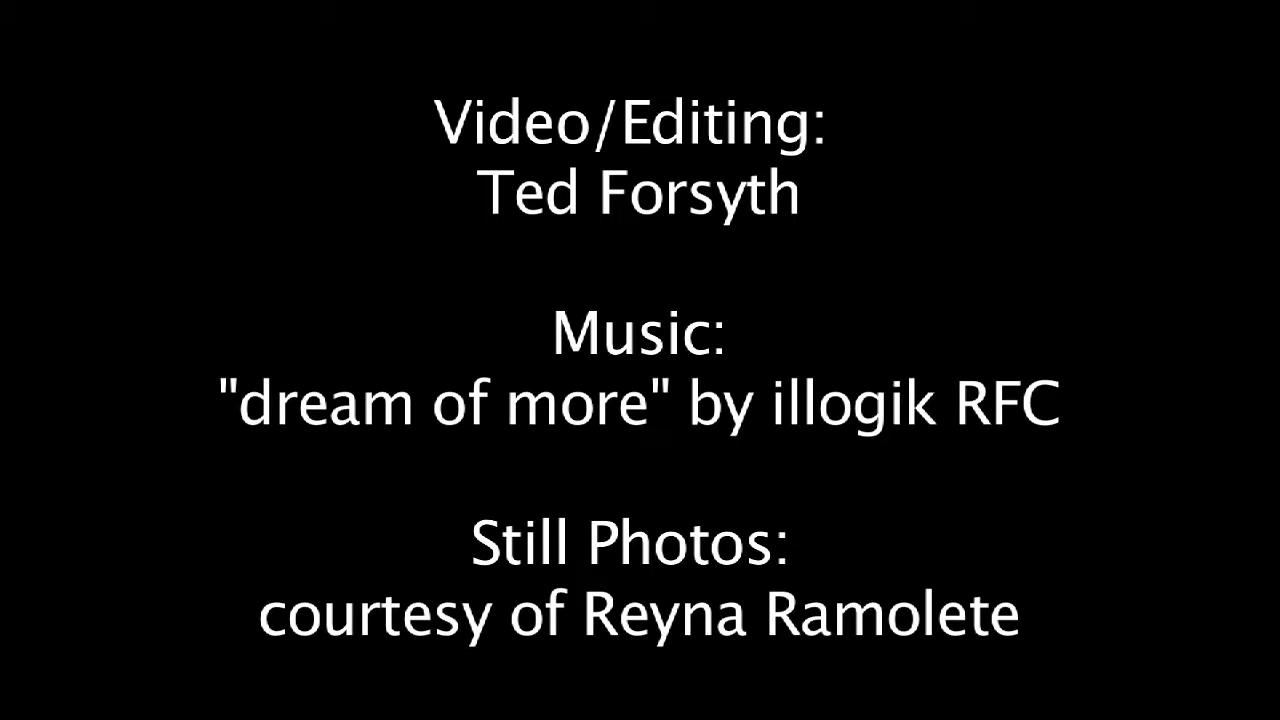 Video/Editing:
Ted Forsyth
Music:
"dream of more" by illogik RFC
Still Photos:
courtesy of Reyna Ramolete